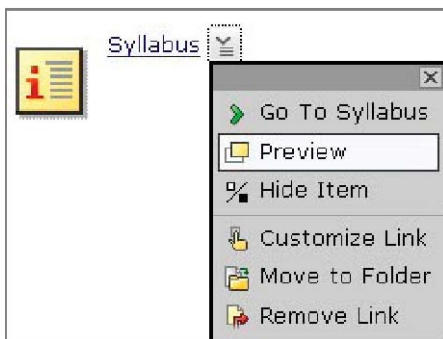 Syllabus
Go To Syllabus
Preview
Hide Item
Customize Link
Move to Folder
Remove Link